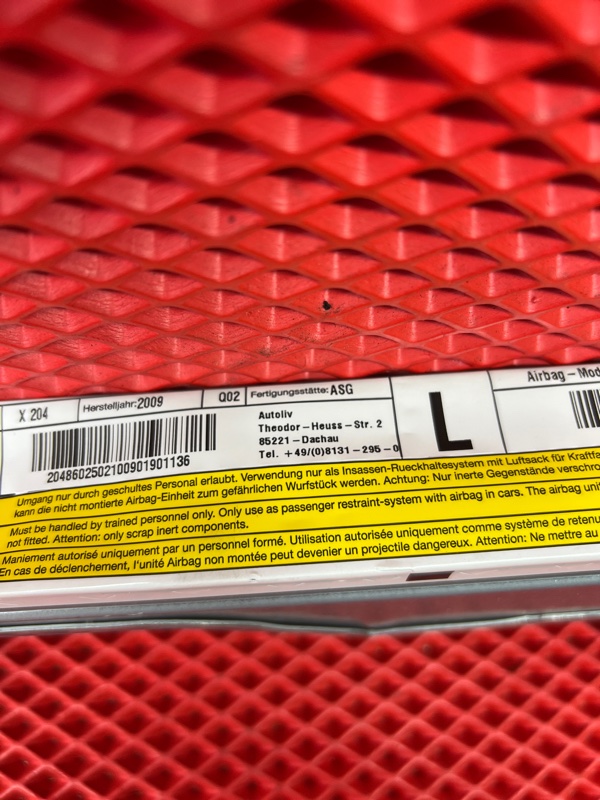 X 204
Herstelljahr:2009
Q02
Fertigungsstätte:ASG
2048602502100901901136
Autoliv
Theodor-Heuss-Str. 2
85221-Dachau
Tel. +49/(0)8131-295-0
L
Airbag-Mod
Umgang nur durch geschultes Personal erlaubt. Verwendung nur als Insassen-Rueckhaltesystem mit Luftsack für Kraftfa
kann die nicht montierte Airbag-Einheit zum gefährlichen Wurfstück werden. Achtung: Nur inerte Gegenstände verschro
Must be handled by trained personnel only. Only use as passenger restraint-system with airbag in cars. The airbag uni
not fitted. Attention: only scrap inert components.
Maniement autorisé uniquement par un personnel formé. Utilisation autorisée uniquement comme système de retenu
En cas de déclenchement, l'unité Airbag non montée peut devenir un projectile dangereux. Attention: Ne mettre au